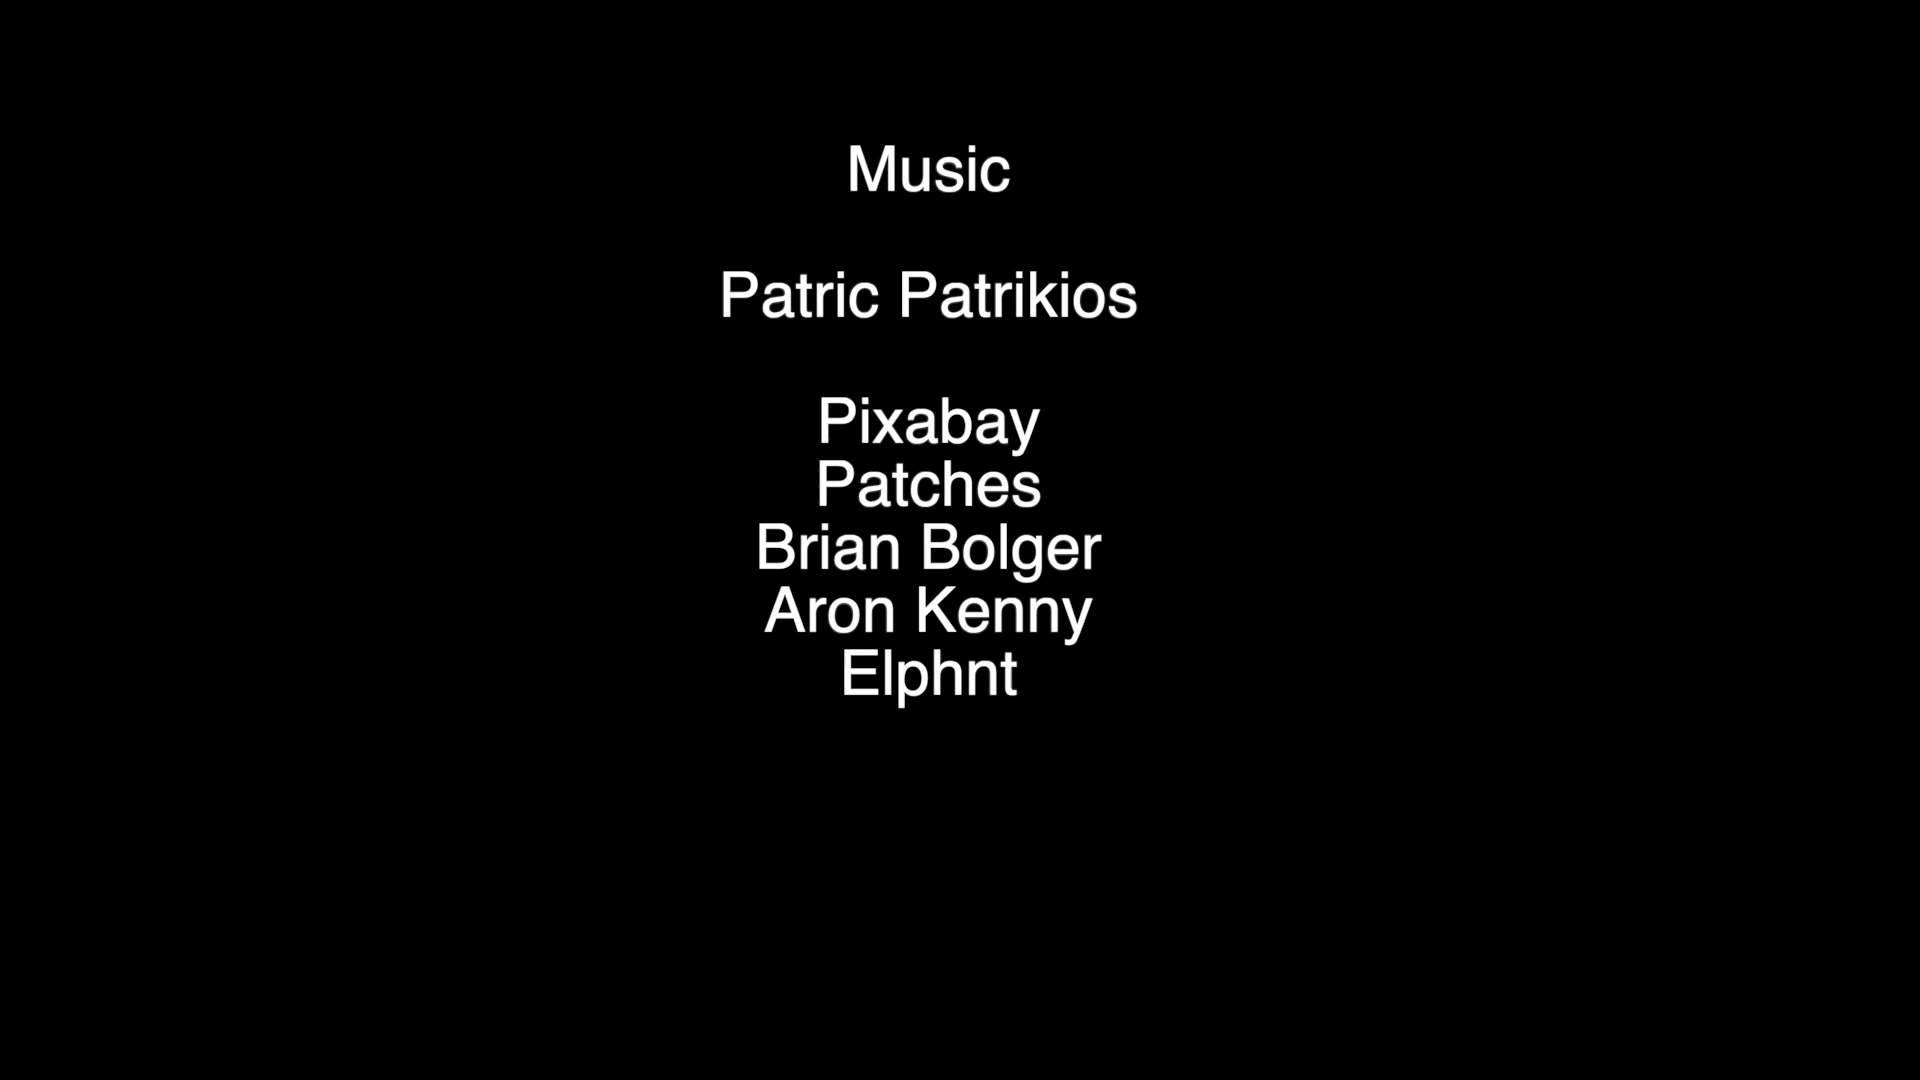 Music
Patric Patrikios
Pixabay
Patches
Brian Bolger
Aron Kenny
Elphnt